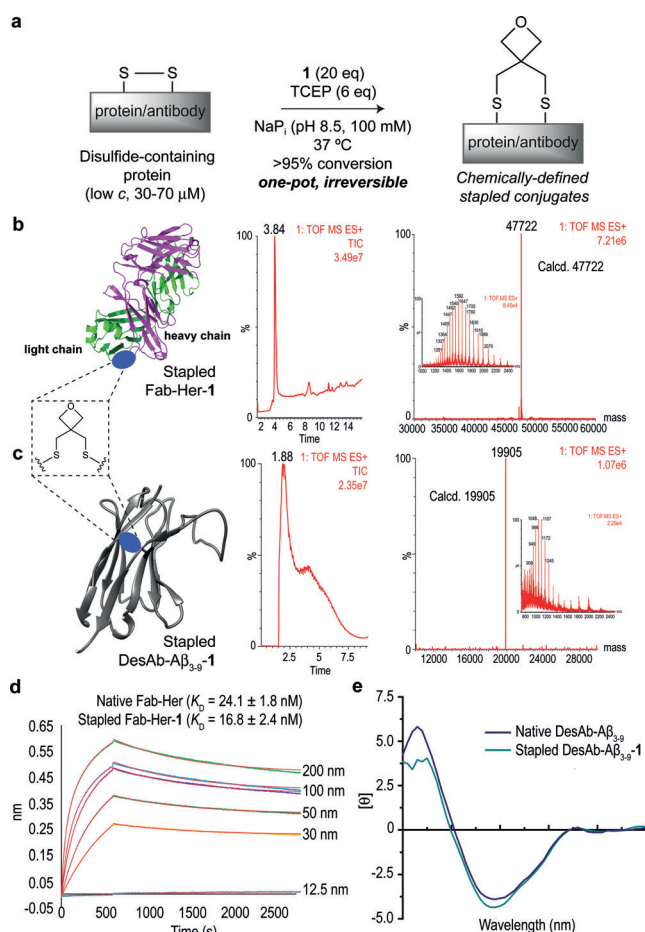 a
S — S
protein/antibody
Disulfide-containing
protein
(low c, 30-70 μM)
1 (20 eq)
TCEP (6 eq)
NaPi (pH 8.5, 100 mM)
37 ºC
>95% conversion
one-pot, irreversible
O
S S
protein/antibody
Chemically-defined
stapled conjugates
b
light chain
heavy chain
Stapled
Fab-Her-1
3.84
1: TOF MS ES+
TIC
3.49e7
100
%
0
2 4 6 8 10 12 14
Time
47722
1: TOF MS ES+
7.21e6
Calcd. 47722
100
%
0
30000 40000 50000 60000 mass
O
S S
c
Stapled
DesAb-Aβ3-9-1
1.88
1: TOF MS ES+
TIC
2.35e7
100
%
0
2.5 5 7.5
Time
19905
1: TOF MS ES+
1.07e6
Calcd. 19905
100
%
0
12000 16000 20000 24000 28000 mass
d
Native Fab-Her (KD = 24.1 ± 1.8 nM)
Stapled Fab-Her-1 (KD = 16.8 ± 2.4 nM)
0.65
0.55
0.45
0.35
0.25
0.15
0.05
-0.05
nm
200 nm
100 nm
50 nm
30 nm
12.5 nm
0 500 1000 1500 2000 2500
Time (s)
e
Native DesAb-Aβ3-9
Stapled DesAb-Aβ3-9-1
7.5
5.0
2.5
0
-2.5
5.0
[θ]
Wavelength (nm)